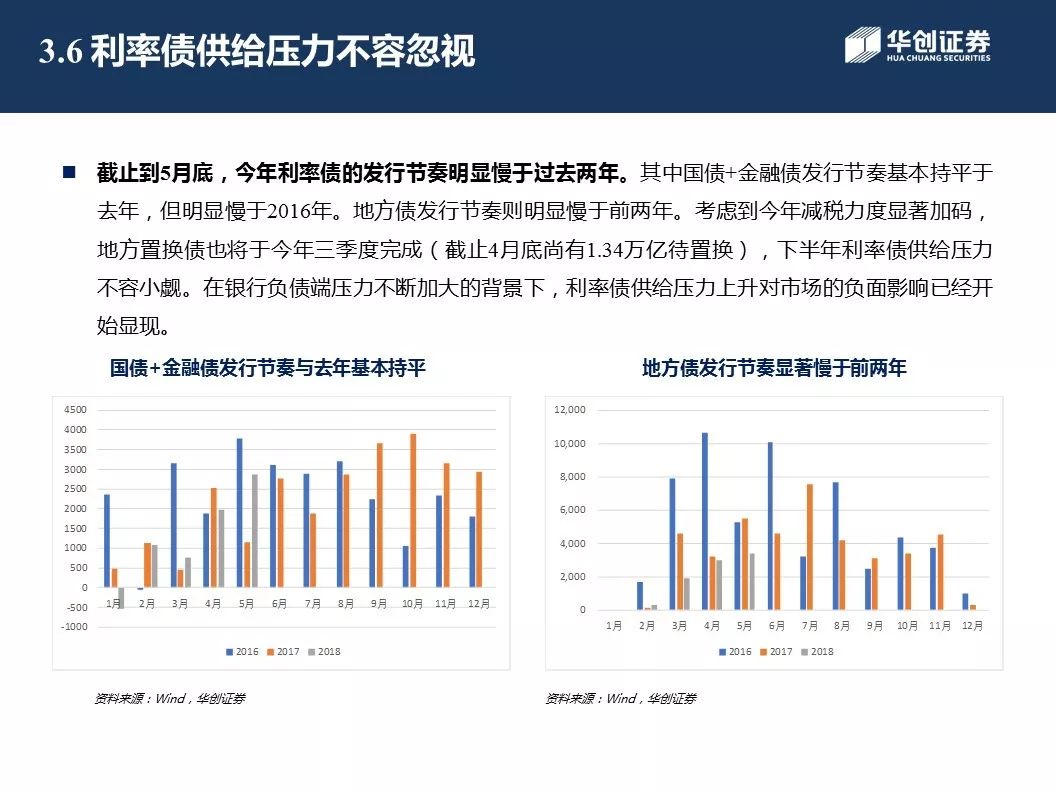 3.6 利率债供给压力不容忽视
华创证券
HUA CHUANG SECURITIES
截止到5月底，今年利率债的发行节奏明显慢于过去两年。其中国债+金融债发行节奏基本持平于
去年，但明显慢于2016年。地方债发行节奏则明显慢于前两年。考虑到今年减税力度显著加码，
地方置换债也将于今年三季度完成（截止4月底尚有1.34万亿待置换），下半年利率债供给压力
不容小觑。在银行负债端压力不断加大的背景下，利率债供给压力上升对市场的负面影响已经开
始显现。
国债+金融债发行节奏与去年基本持平
4500
4000
3500
3000
2500
2000
1500
1000
500
0
-500
-1000
1月 2月 3月 4月 5月 6月 7月 8月 9月 10月 11月 12月
2016 2017 2018
资料来源：Wind，华创证券
地方债发行节奏显著慢于前两年
12,000
10,000
8,000
6,000
4,000
2,000
0
1月 2月 3月 4月 5月 6月 7月 8月 9月 10月 11月 12月
2016 2017 2018
资料来源：Wind，华创证券